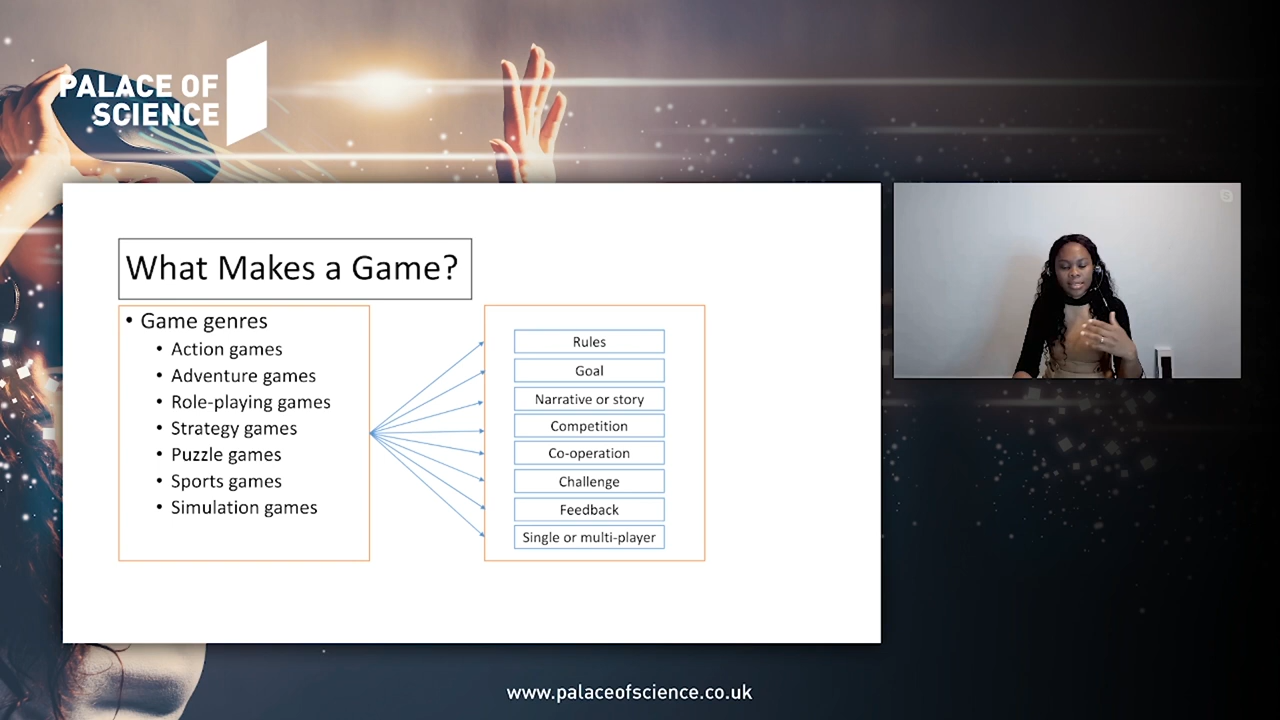 PALACE OF
SCIENCE
What Makes a Game?
• Game genres
• Action games
• Adventure games
• Role-playing games
• Strategy games
• Puzzle games
• Sports games
• Simulation games
Rules
Goal
Narrative or story
Competition
Co-operation
Challenge
Feedback
Single or multi-player
www.palaceofscience.co.uk